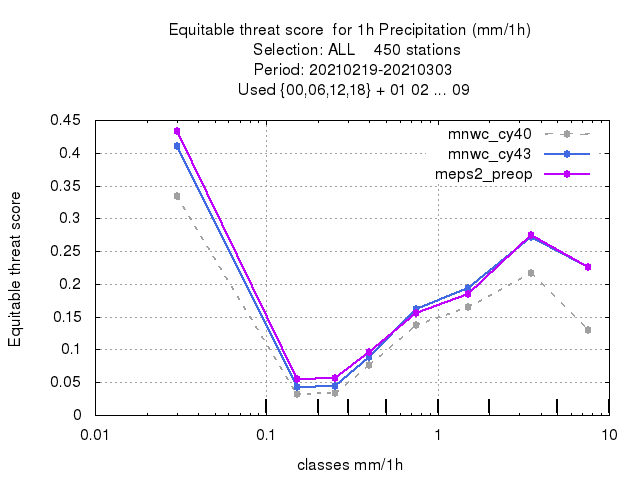 Equitable threat score  for 1h Precipitation (mm/1h)
Selection: ALL    450 stations
Period: 20210219-20210303
Used {00,06,12,18} + 01 02 ... 09
0.45
0.4
0.35
0.3
0.25
0.2
0.15
0.1
0.05
0
Equitable threat score
mnwc_cy40
mnwc_cy43
meps2_preop
0.01 0.1 1 10
classes mm/1h